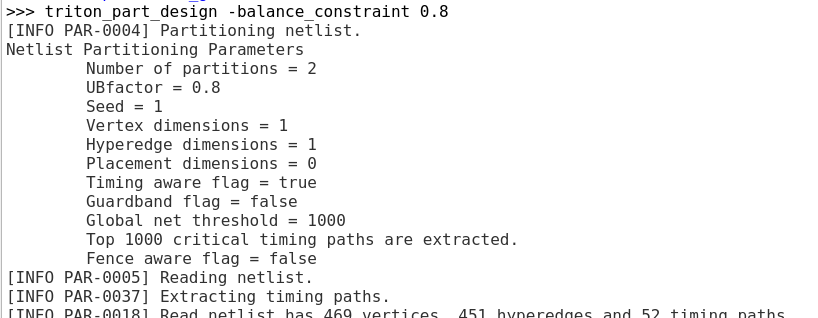 >>> triton_part_design -balance_constraint 0.8
[INFO PAR-0004] Partitioning netlist.
Netlist Partitioning Parameters
Number of partitions = 2
UBfactor = 0.8
Seed = 1
Vertex dimensions = 1
Hyperedge dimensions = 1
Placement dimensions = 0
Timing aware flag = true
Guardband flag = false
Global net threshold = 1000
Top 1000 critical timing paths are extracted.
Fence aware flag = false
[INFO PAR-0005] Reading netlist.
[INFO PAR-0037] Extracting timing paths.
[INFO PAR-0018] Read netlist has 469 vertices, 451 hyperedges and 52 timing paths